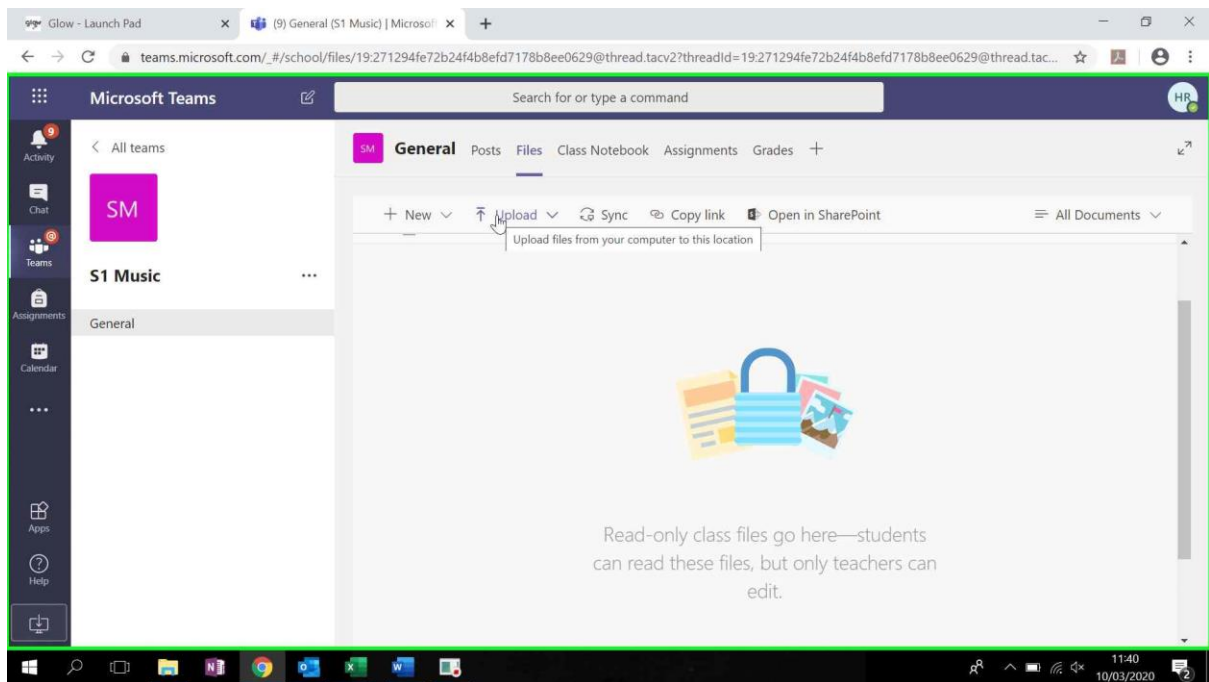 glow Glow - Launch Pad × (9) General (S1 Music) | Microsoft × +
teams.microsoft.com/_#/school/files/19:271294fe72b24f4b8efd7178b8ee0629@thread.tacv2?threadId=19:271294fe72b24f4b8efd7178b8ee0629@thread.tac...
Microsoft Teams
Search for or type a command
HR
9
Activity
Chat
Teams
Assignments
Calendar
Apps
Help
< All teams
SM
S1 Music
General
SM General Posts Files Class Notebook Assignments Grades +
+ New Upload Sync Copy link Open in SharePoint All Documents
Upload files from your computer to this location
Read-only class files go here—students
can read these files, but only teachers can
edit.
11:40
10/03/2020
2